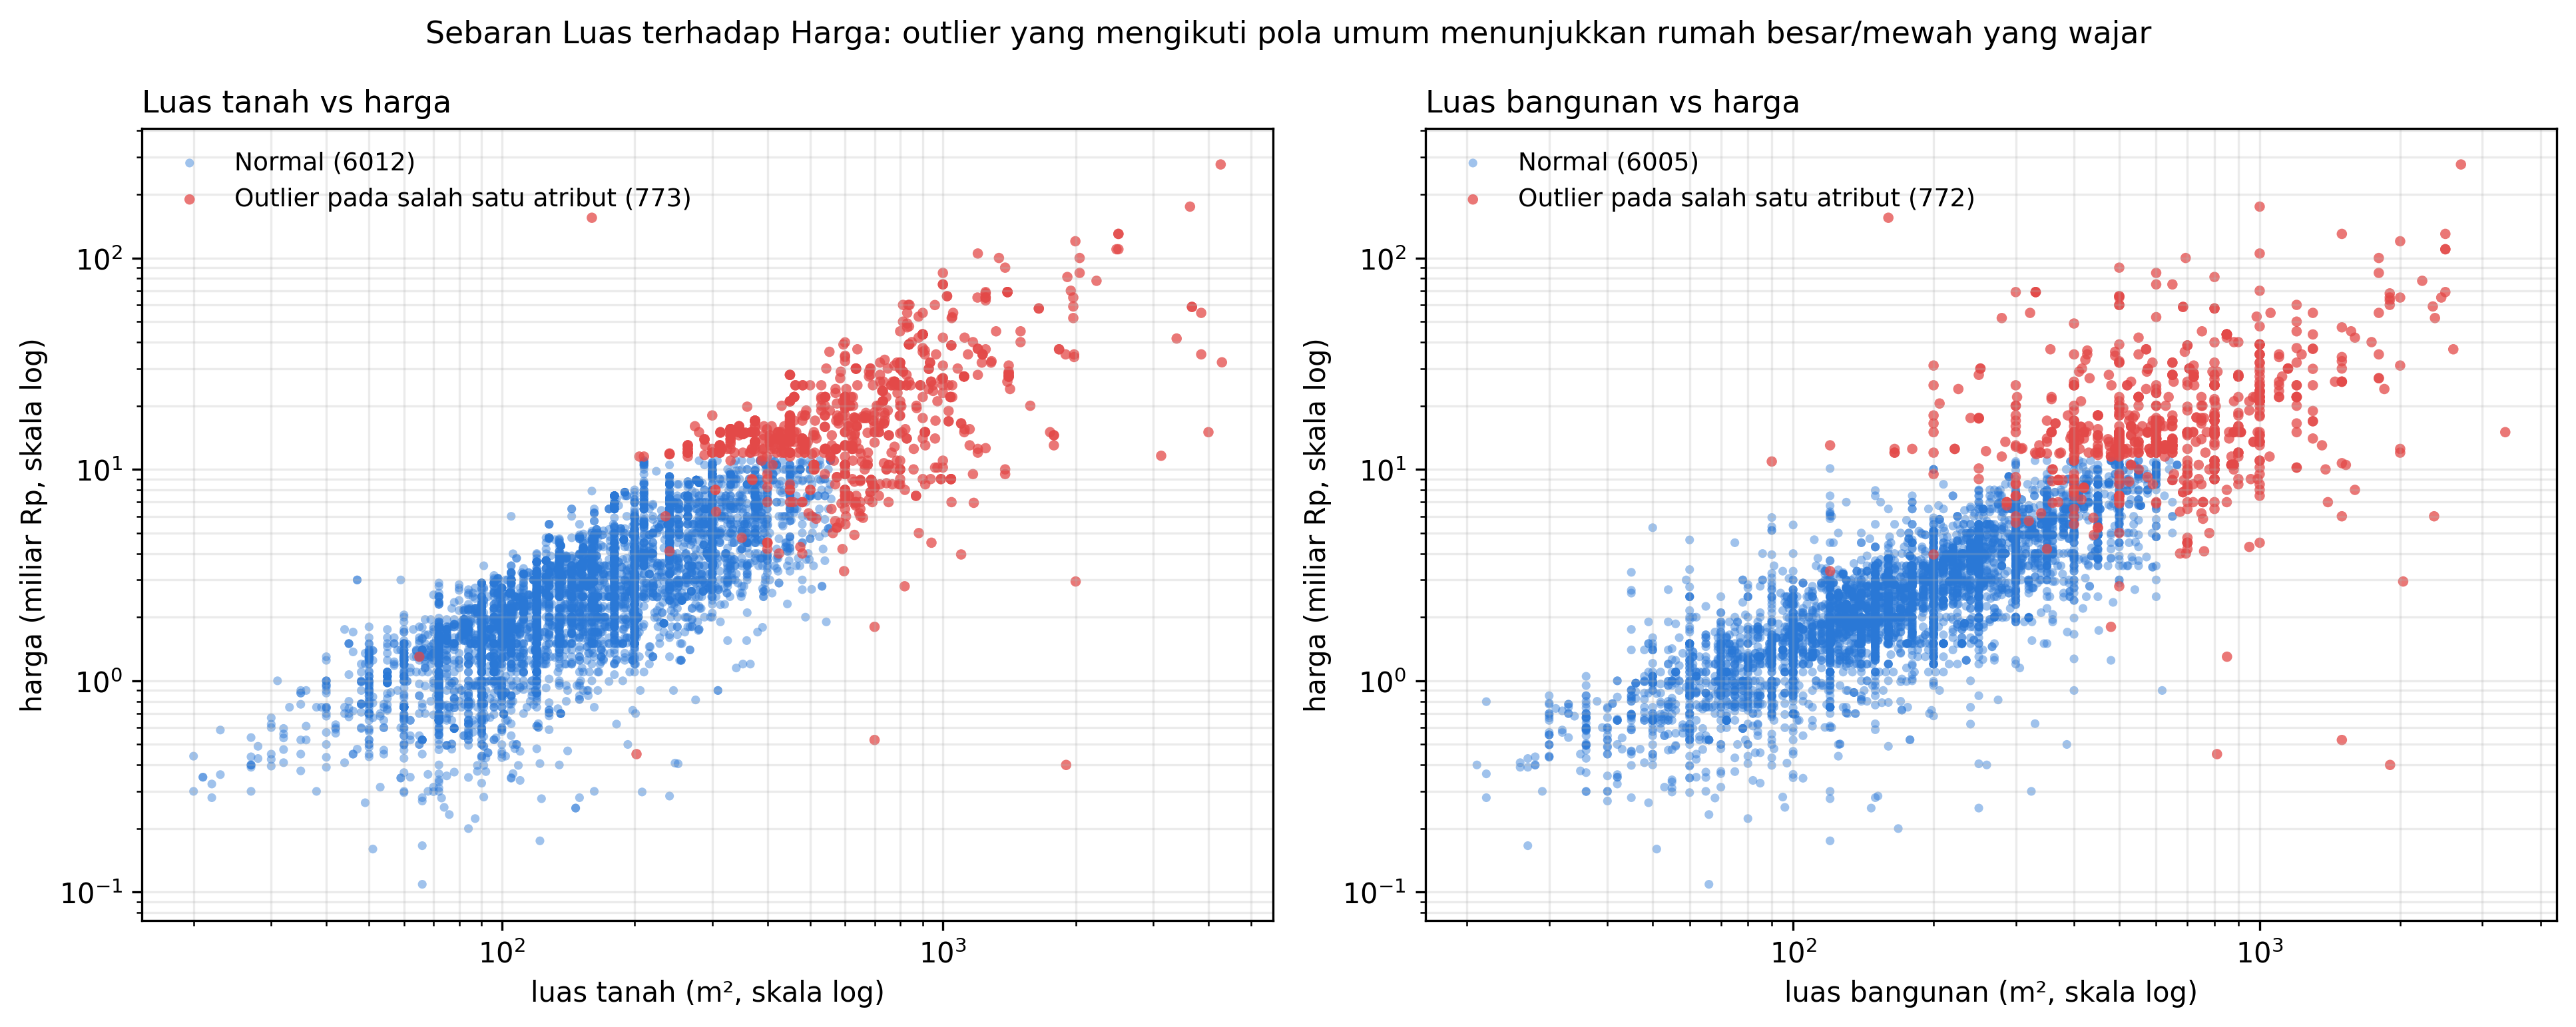 Sebaran Luas terhadap Harga: outlier yang mengikuti pola umum menunjukkan rumah besar/mewah yang wajar
Luas tanah vs harga
Normal (6012)
Outlier pada salah satu atribut (773)
harga (miliar Rp, skala log)
10²
10¹
10⁰
10⁻¹
10²
10³
luas tanah (m², skala log)
Luas bangunan vs harga
Normal (6005)
Outlier pada salah satu atribut (772)
harga (miliar Rp, skala log)
10²
10¹
10⁰
10⁻¹
10²
10³
luas bangunan (m², skala log)